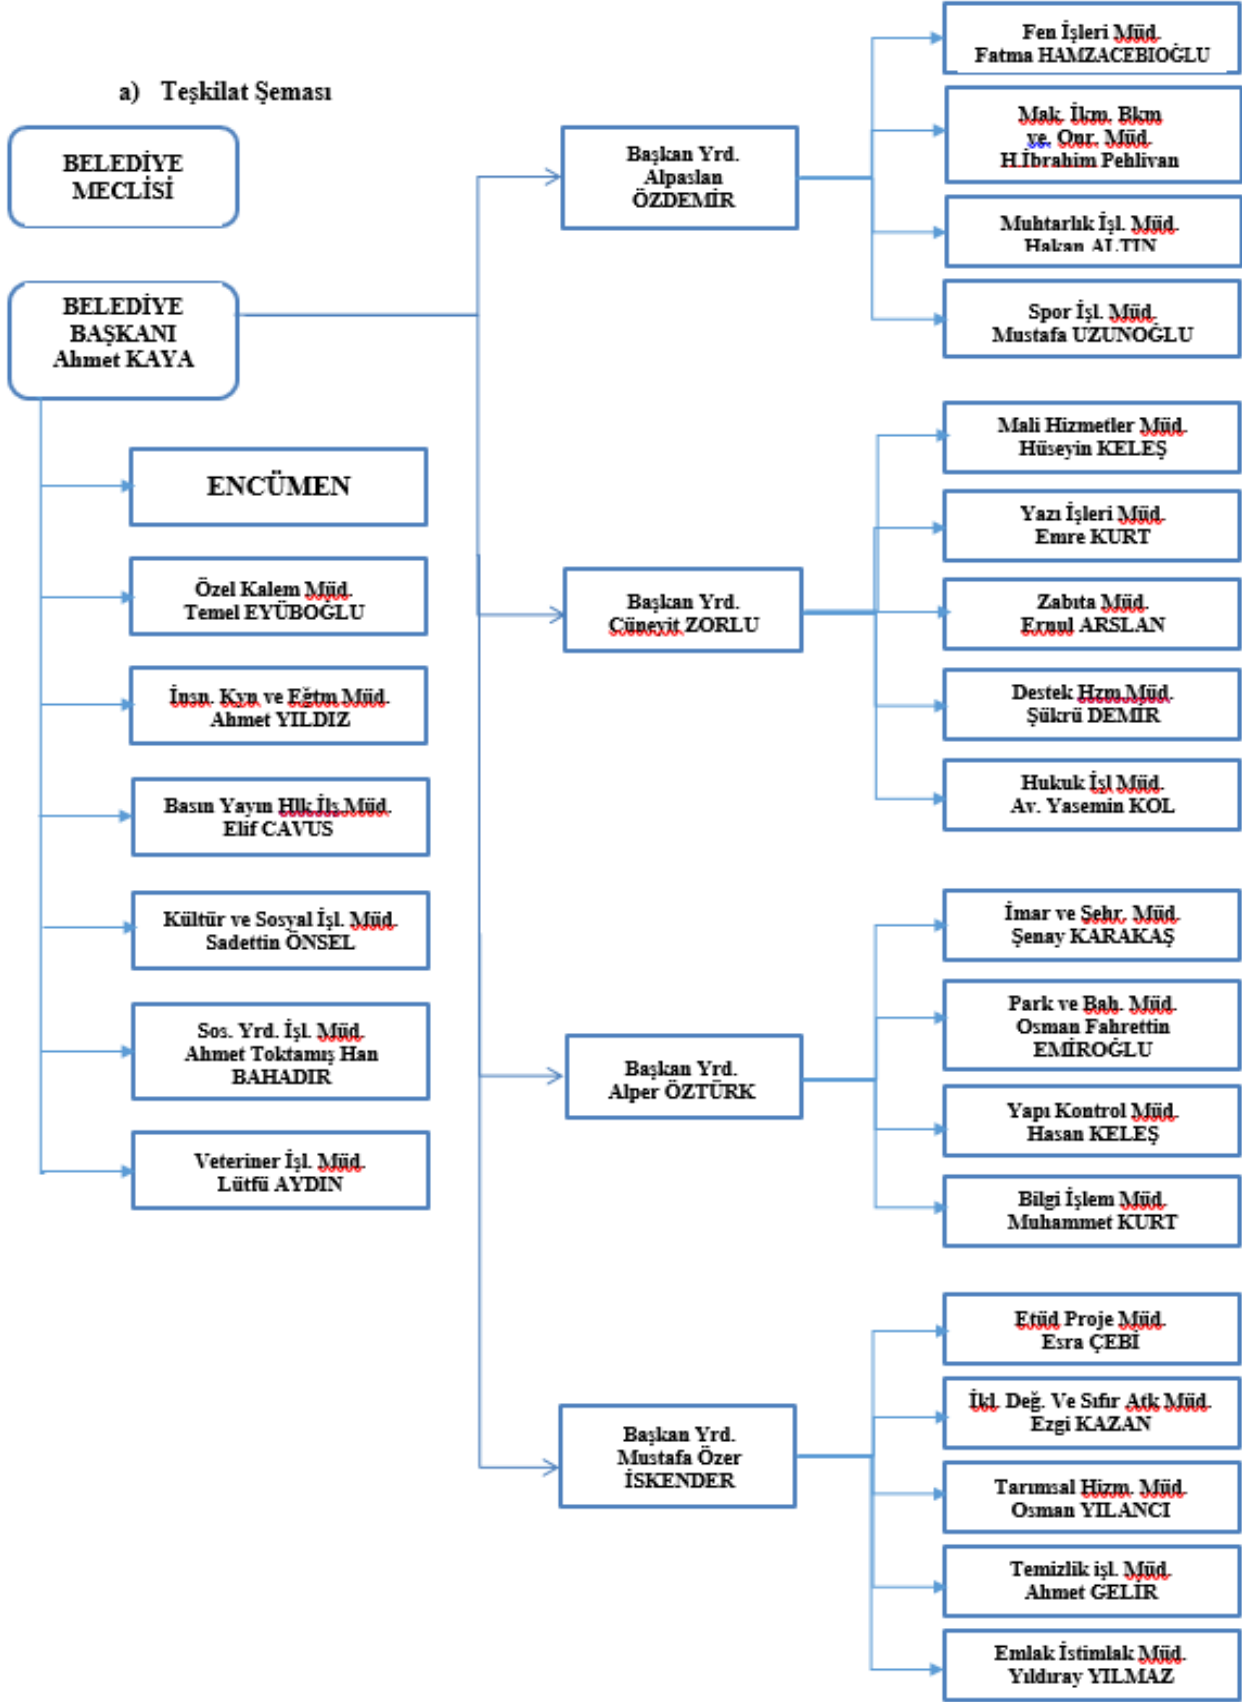 a) Teşkilat Şeması
BELEDİYE
MECLİSİ
BELEDİYE
BAŞKANI
Ahmet KAYA
ENCÜMEN
Özel Kalem Müd.
Temel EYÜBOĞLU
İnsn. Kyn ve Eğtm Müd.
Ahmet YILDIZ
Basın Yayın Hlk İlş Müd.
Elif CAVUS
Kültür ve Sosyal İşl. Müd.
Sadettin ÖNSEL
Sos. Yrd. İşl. Müd.
Ahmet Toktamış Han
BAHADIR
Veteriner İşl. Müd.
Lütfü AYDIN
Başkan Yrd.
Alpaslan
ÖZDEMİR
Fen İşleri Müd.
Fatma HAMZACEBİOĞLU
Mak. İkm. Bkm
ve. Onr. Müd.
H.İbrahim Pehlivan
Muhtarlık İşl. Müd.
Hakan ALTIN
Spor İşl. Müd.
Mustafa UZUNOĞLU
Başkan Yrd.
Cüneyit ZORLU
Mali Hizmetler Müd.
Hüseyin KELEŞ
Yazı İşleri Müd.
Emre KURT
Zabıta Müd.
Ernul ARSLAN
Destek Hzm Müd.
Şükrü DEMİR
Hukuk İşl Müd.
Av. Yasemin KOL
Başkan Yrd.
Alper ÖZTÜRK
İmar ve Şehr. Müd.
Şenay KARAKAŞ
Park ve Bah. Müd.
Osman Fahrettin
EMİROĞLU
Yapı Kontrol Müd.
Hasan KELEŞ
Bilgi İşlem Müd.
Muhammet KURT
Başkan Yrd.
Mustafa Özer
İSKENDER
Etüd Proje Müd.
Esra ÇEBİ
İkl. Değ. Ve Sıfır Atk Müd.
Ezgi KAZAN
Tarımsal Hizm. Müd.
Osman YILANCI
Temizlik işl. Müd.
Ahmet GELİR
Emlak İstimlak Müd.
Yıldıray YILMAZ